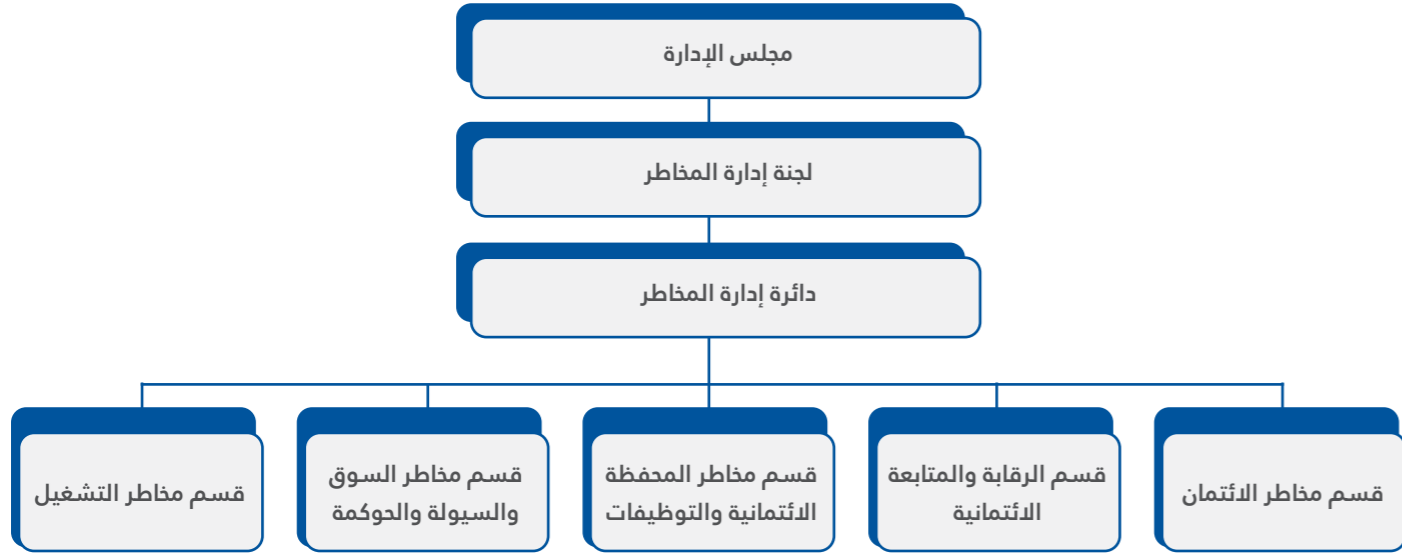 مجلس الإدارة
لجنة إدارة المخاطر
دائرة إدارة المخاطر
قسم مخاطر الائتمان
قسم الرقابة والمتابعة
الائتمانية
قسم مخاطر المحفظة
الائتمانية والتوظيفات
قسم مخاطر السوق
والسيولة والحوكمة
قسم مخاطر التشغيل